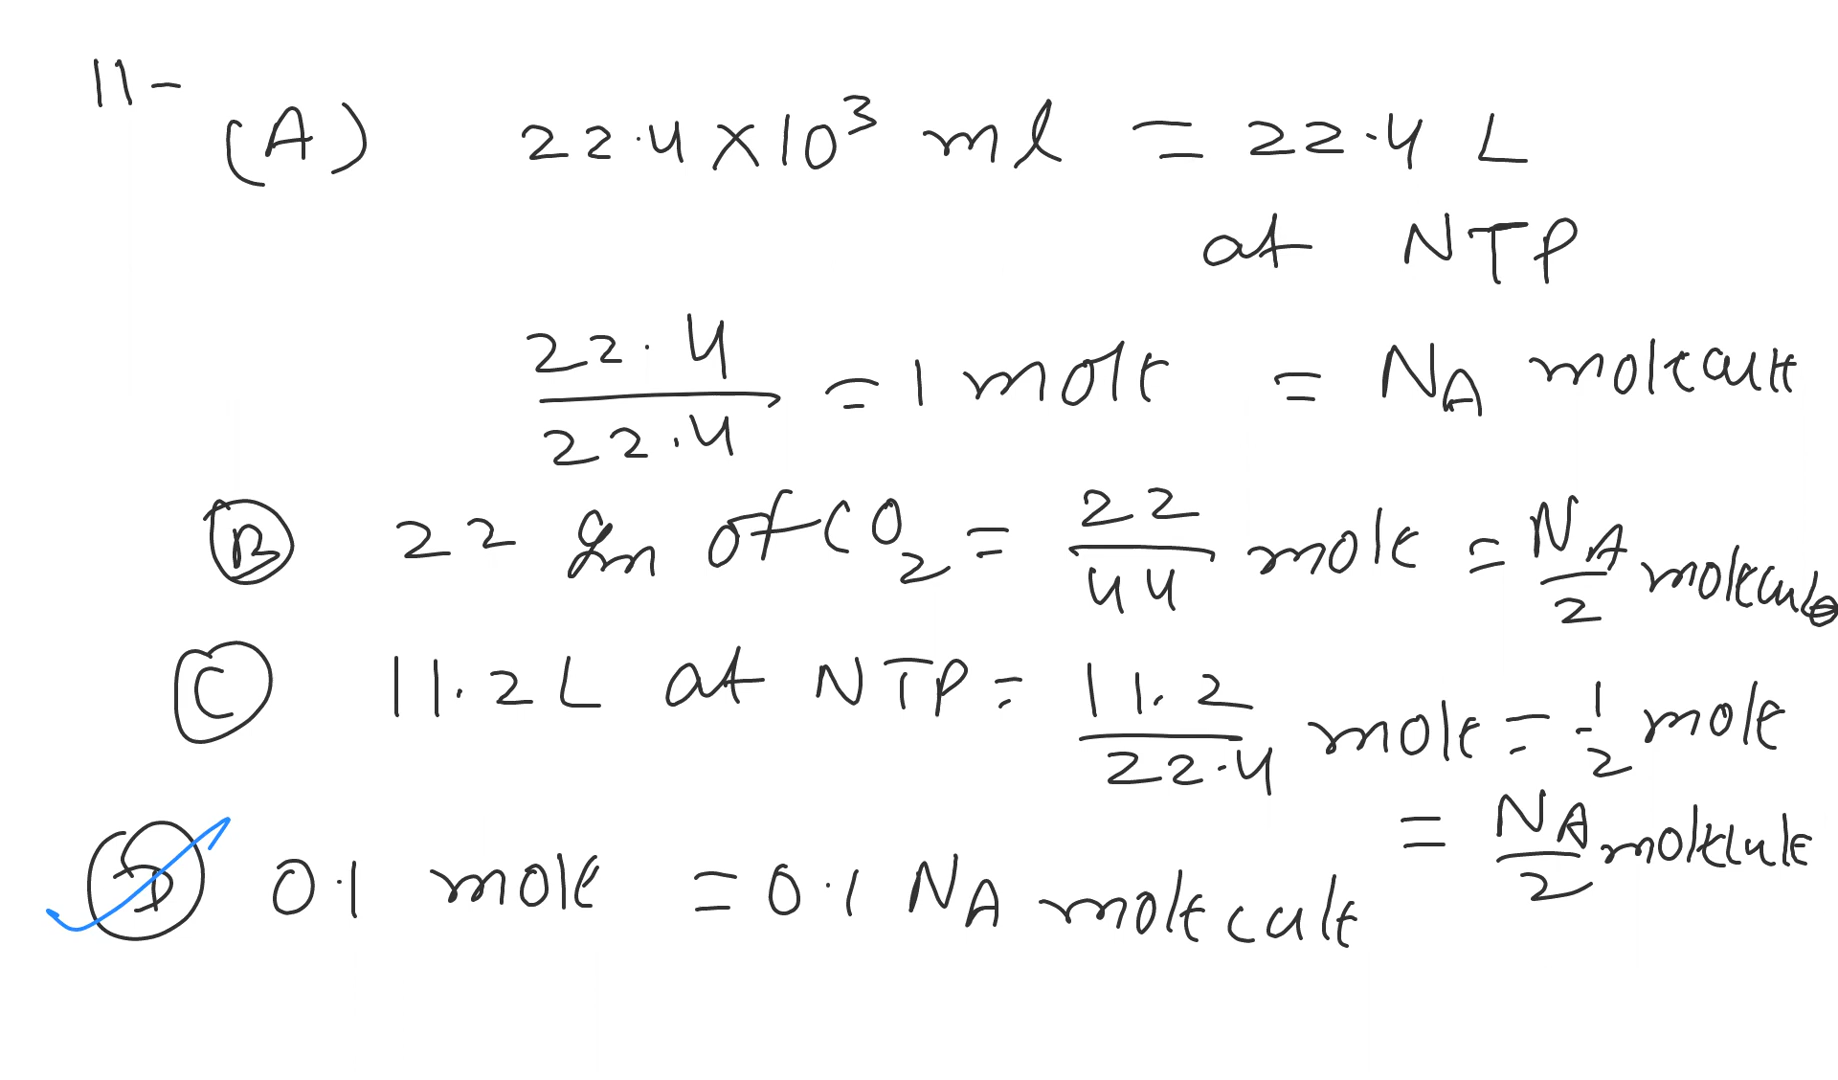 11-
(A) 22.4×10³ ml = 22.4 L
at NTP
22.4/22.4 = 1 mole = NA molecule
(B) 22 gm of CO₂ = 22/44 mole = NA/2 molecule
(C) 11.2 L at NTP = 11.2/22.4 mole = 1/2 mole
= NA/2 molecule
(D) 0.1 mole = 0.1 NA molecule